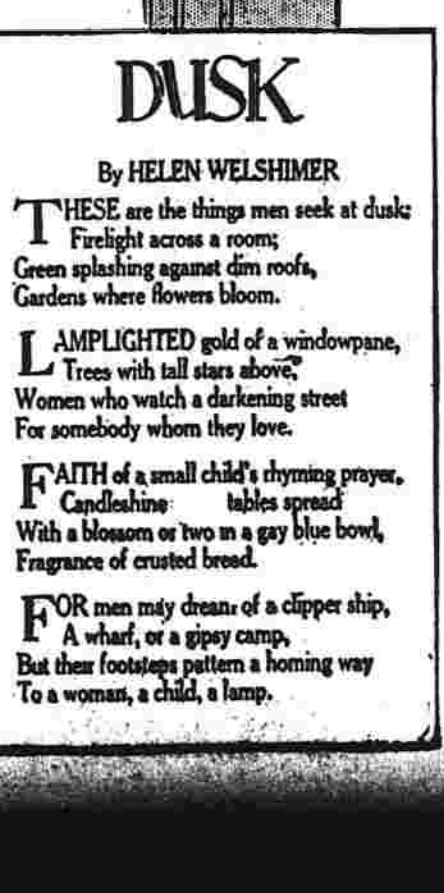 DUSK
By HELEN WELSHIMER
THESE are the things men seek at dusk:
Firelight across a room;
Green splashing against dim roofs,
Gardens where flowers bloom.
LAMPLIGHTED gold of a windowpane,
Trees with tall stars above,
Women who watch a darkening street
For somebody whom they love.
FAITH of a small child's rhyming prayer,
Candleshine tables spread
With a blossom or two in a gay blue bowl,
Fragrance of crusted bread.
FOR men may dream of a clipper ship,
A wharf, or a gipsy camp,
But their footsteps pattern a homing way
To a woman, a child, a lamp.